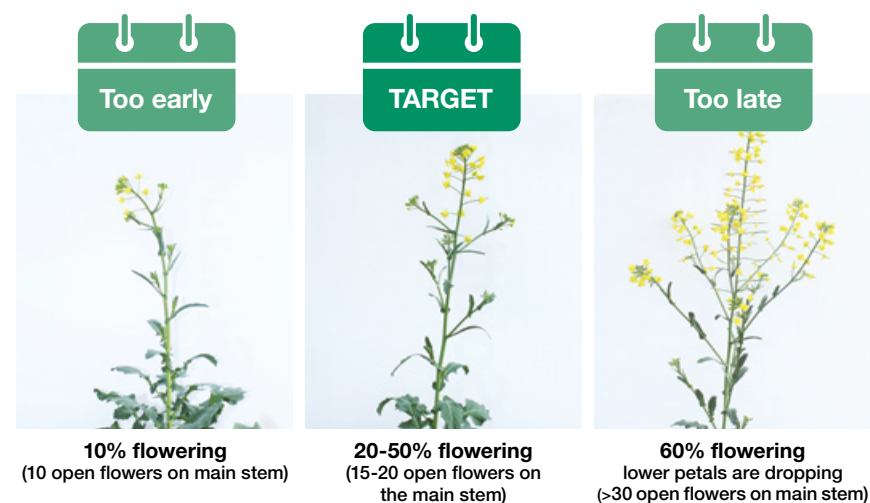 Too early
TARGET
Too late
10% flowering
(10 open flowers on main stem)
20-50% flowering
(15-20 open flowers on
the main stem)
60% flowering
lower petals are dropping
(>30 open flowers on main stem)